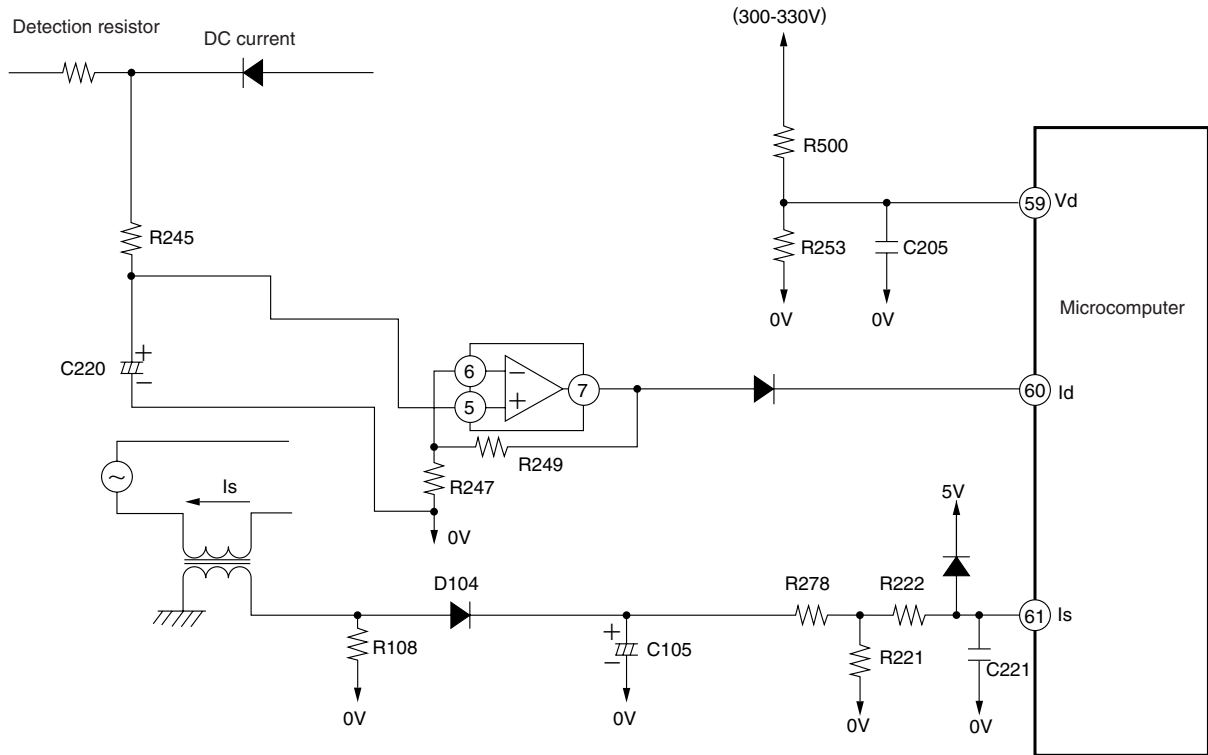 (300-330V)
Detection resistor
DC current
R500
59
Vd
R245
R253
C205
0V
0V
Microcomputer
+
C220
−
6
−
7
5
+
60
Id
R249
R247
~
Is
0V
5V
D104
R278
R222
61
Is
+
R108
−
C105
R221
C221
0V
0V
0V
0V